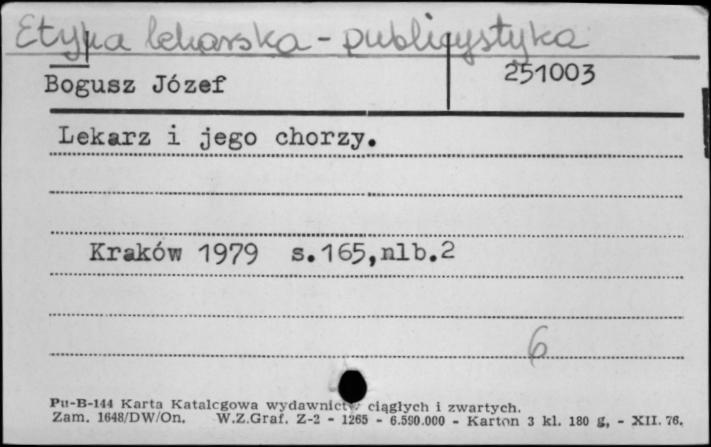 Etyka lekarska - publicystyka
Bogusz Józef
251003
Lekarz i jego chorzy.
Kraków 1979 s.165,nlb.2
6
Pu-B-144 Karta Katalogowa wydawnictw ciągłych i zwartych.
Zam. 1648/DW/On. W.Z.Graf. Z-2 - 1265 - 6.590.000 - Karton 3 kl. 180 g, - XII. 76.